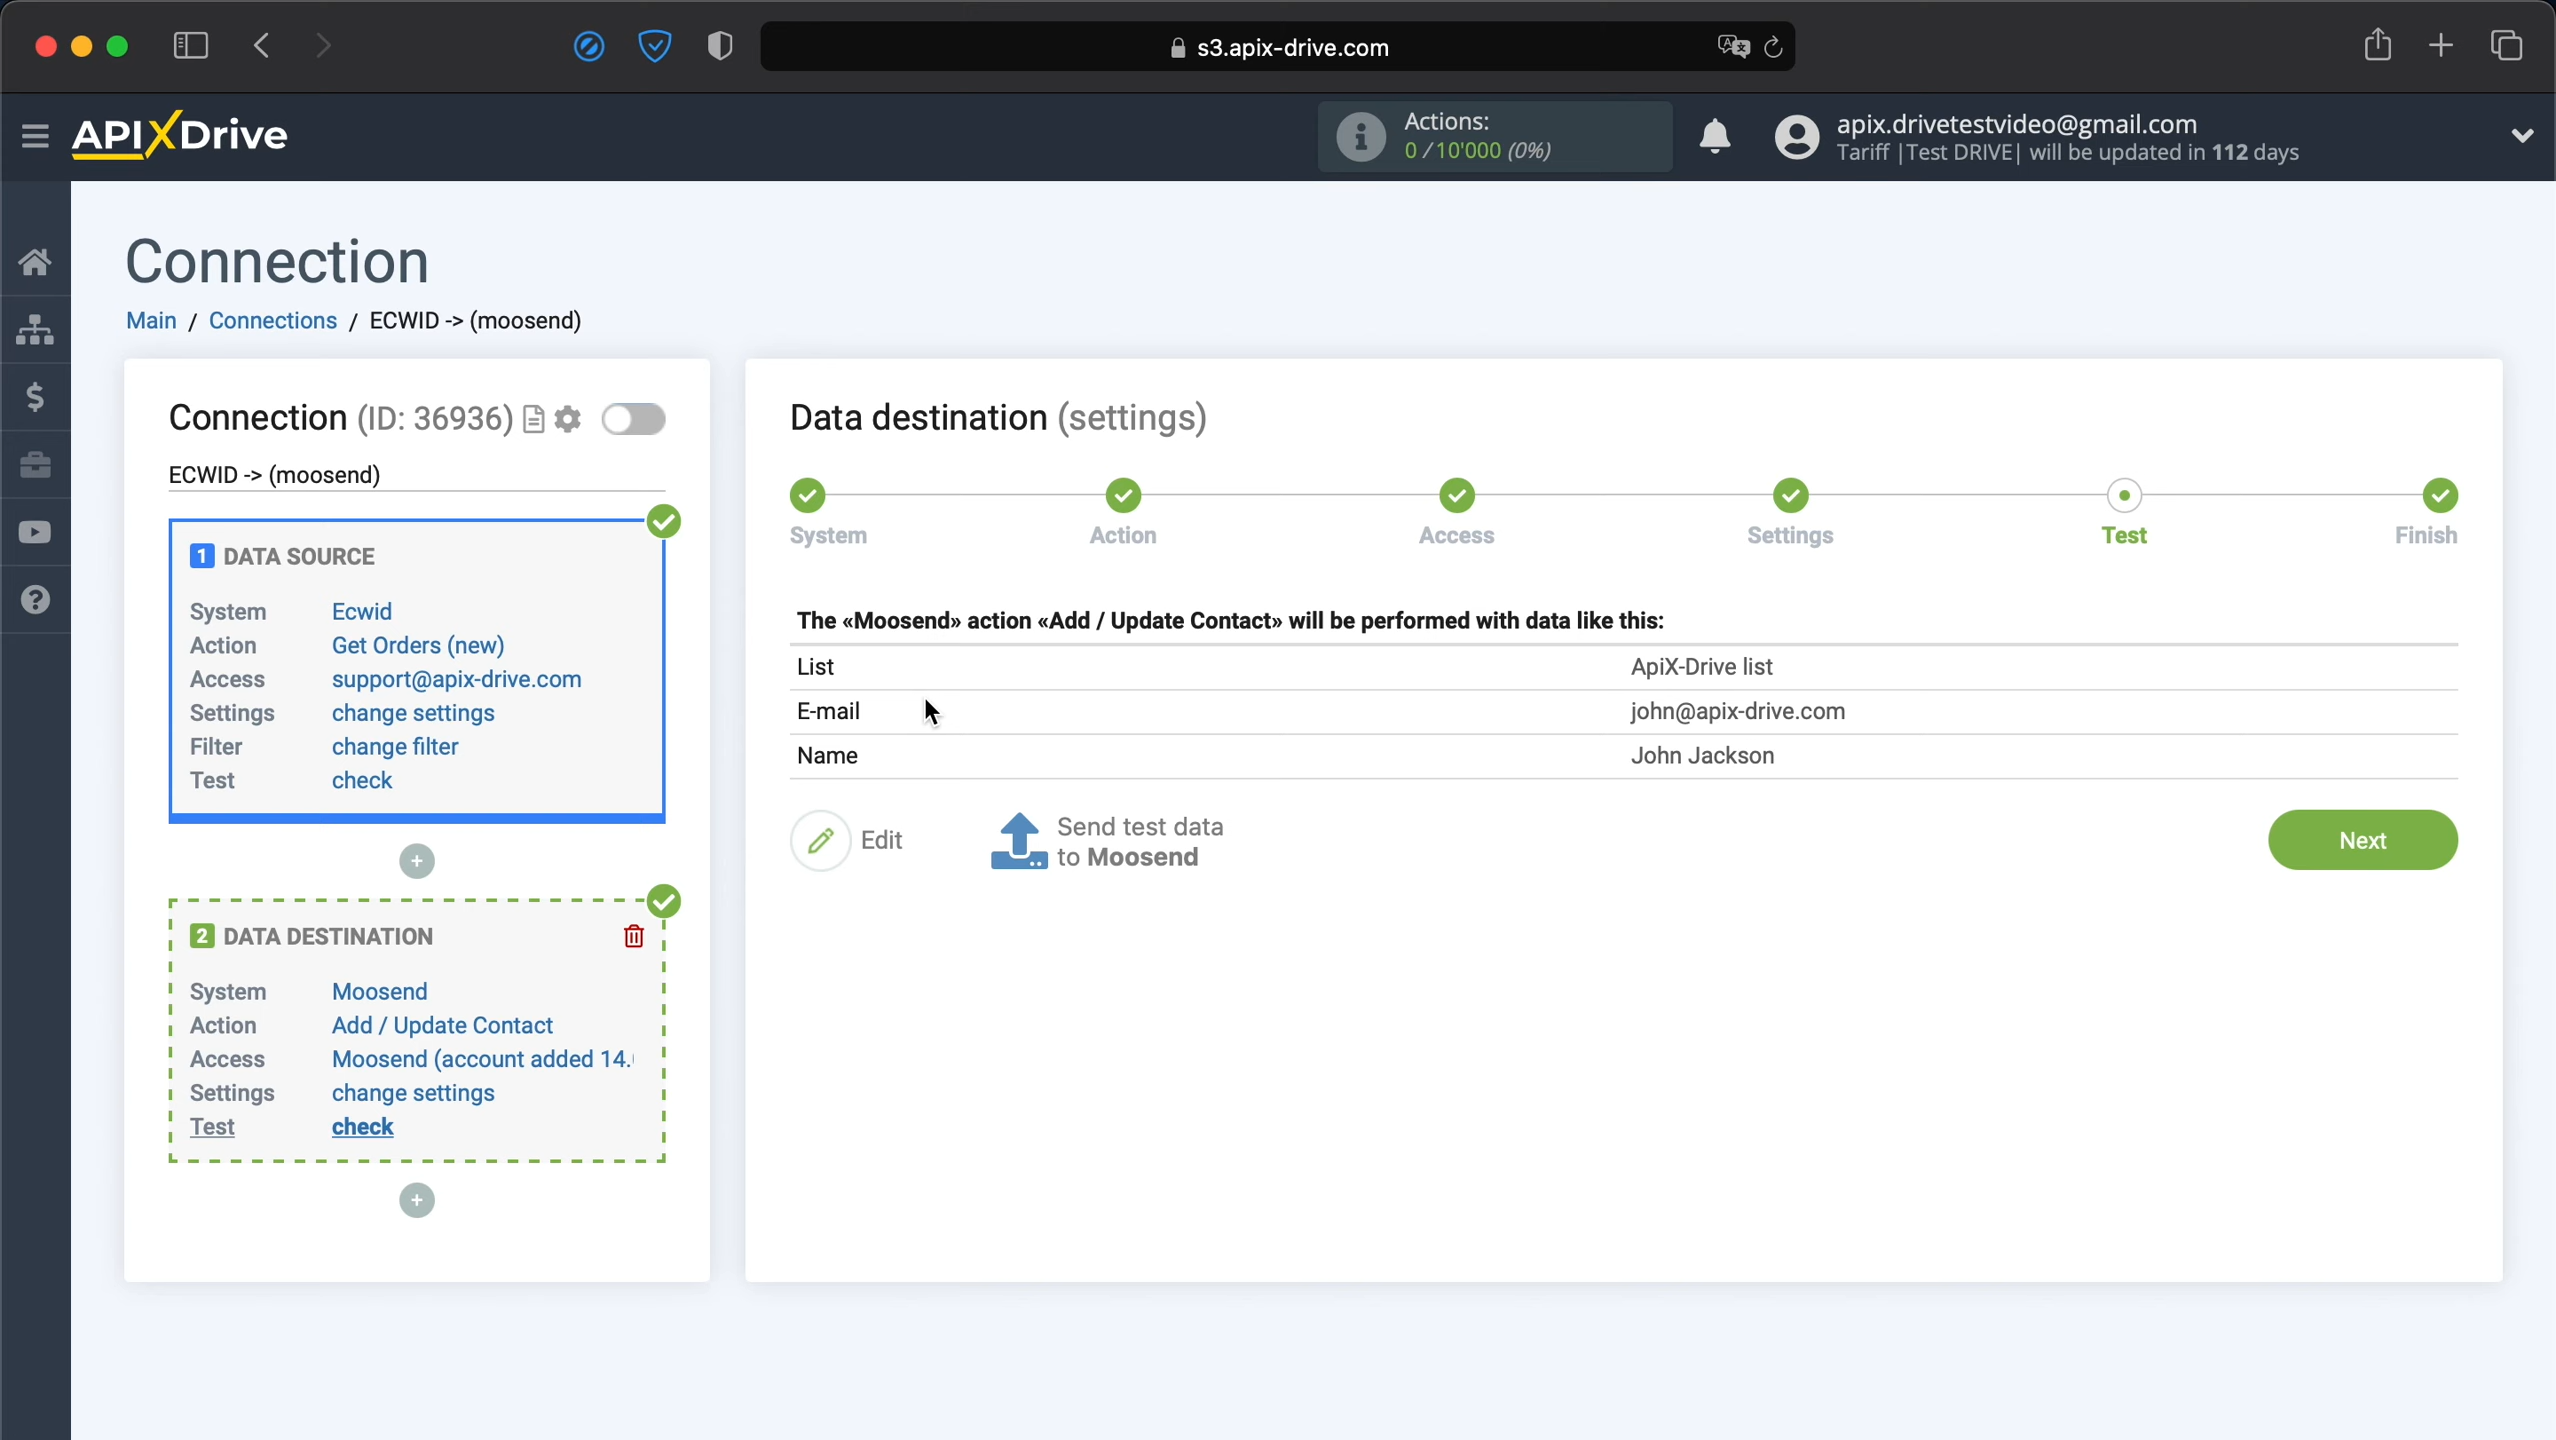 s3.apix-drive.com
APIXDrive
Actions:
0 / 10'000 (0%)
apix.drivetestvideo@gmail.com
Tariff |Test DRIVE| will be updated in 112 days
Connection
Main / Connections / ECWID -> (moosend)
Connection (ID: 36936)
ECWID -> (moosend)
1 DATA SOURCE
System Ecwid
Action Get Orders (new)
Access support@apix-drive.com
Settings change settings
Filter change filter
Test check
2 DATA DESTINATION
System Moosend
Action Add / Update Contact
Access Moosend (account added 14.
Settings change settings
Test check
Data destination (settings)
System Action Access Settings Test Finish
The «Moosend» action «Add / Update Contact» will be performed with data like this:
List ApiX-Drive list
E-mail john@apix-drive.com
Name John Jackson
Edit
Send test data
to Moosend
Next